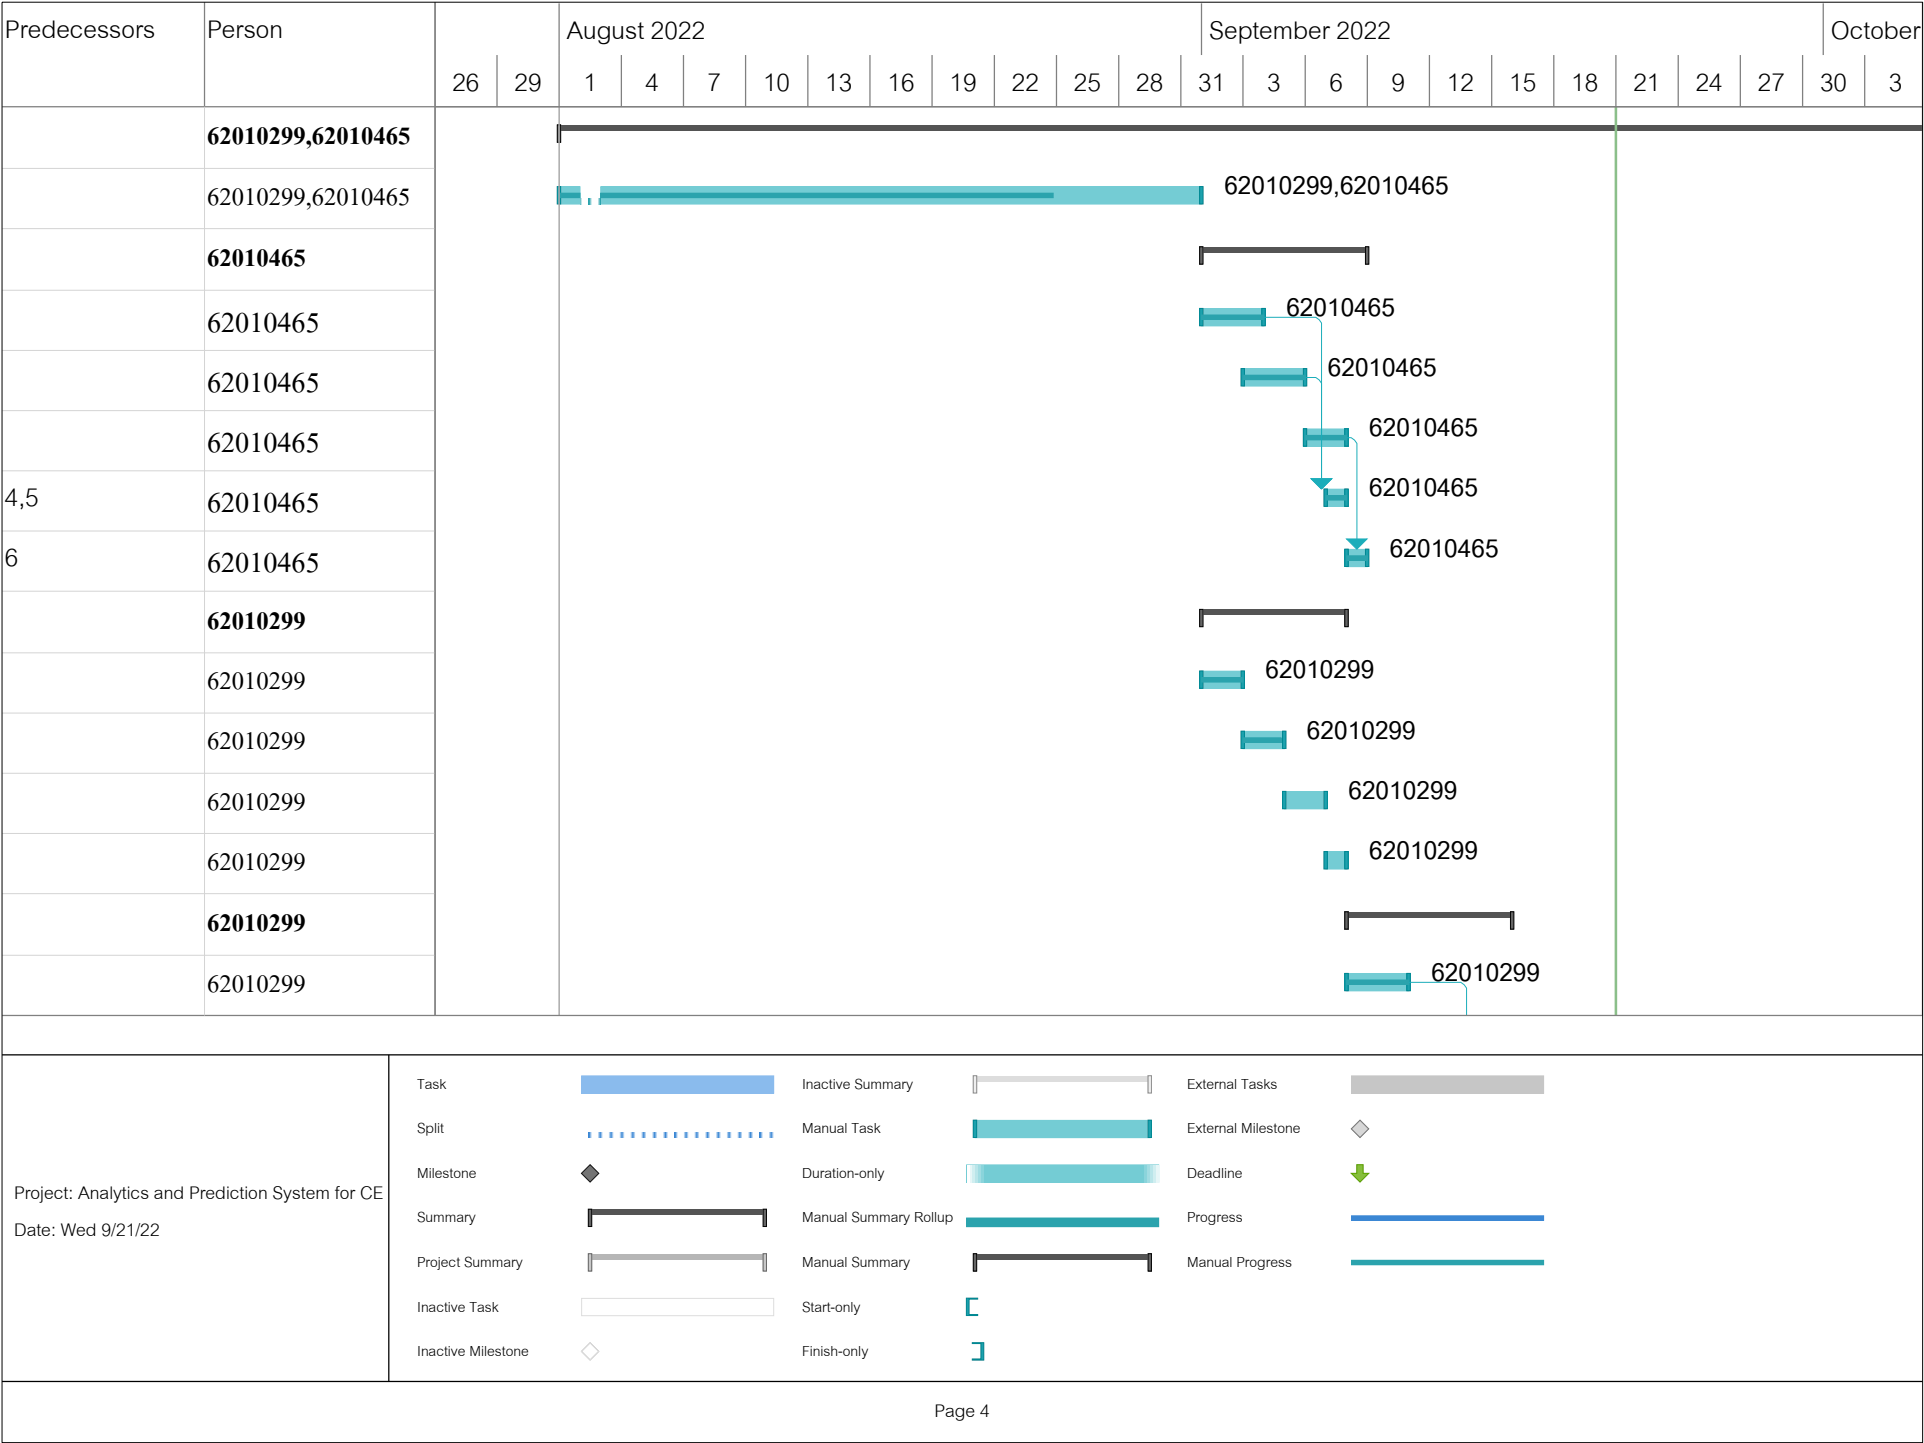 Predecessors Person August 2022 September 2022 October
26 29 1 4 7 10 13 16 19 22 25 28 31 3 6 9 12 15 18 21 24 27 30 3
62010299,62010465
62010299,62010465 62010299,62010465
62010465
62010465 62010465
62010465 62010465
62010465 62010465
4,5 62010465 62010465
6 62010465 62010465
62010299
62010299 62010299
62010299 62010299
62010299 62010299
62010299 62010299
62010299
62010299 62010299
Project: Analytics and Prediction System for CE
Date: Wed 9/21/22
Task
Split
Milestone
Summary
Project Summary
Inactive Task
Inactive Milestone
Inactive Summary
Manual Task
Duration-only
Manual Summary Rollup
Manual Summary
Start-only
Finish-only
External Tasks
External Milestone
Deadline
Progress
Manual Progress
Page 4